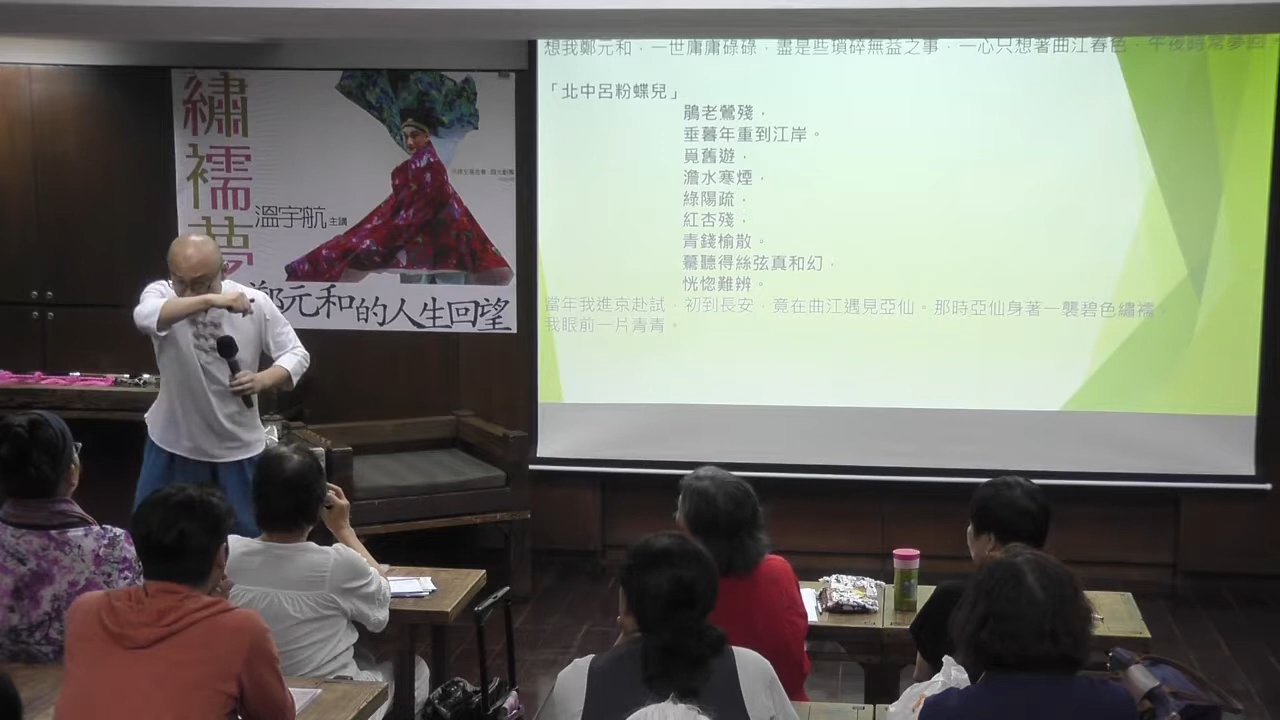 繡襦夢
溫宇航 主講
鄭元和的人生回望
想我鄭元和，一世庸庸碌碌，盡是些瑣碎無益之事，一心只想著曲江春色，午夜時常夢回
「北中呂粉蝶兒」
鵑老鶯殘，
垂暮年重到江岸。
覓舊遊，
澹水寒煙，
綠陽疏，
紅杏殘，
青錢榆散。
驀聽得絲弦真和幻，
恍惚難辨。
當年我進京赴試，初到長安，竟在曲江遇見亞仙。那時亞仙身著一襲碧色繡襦，
我眼前一片青青。